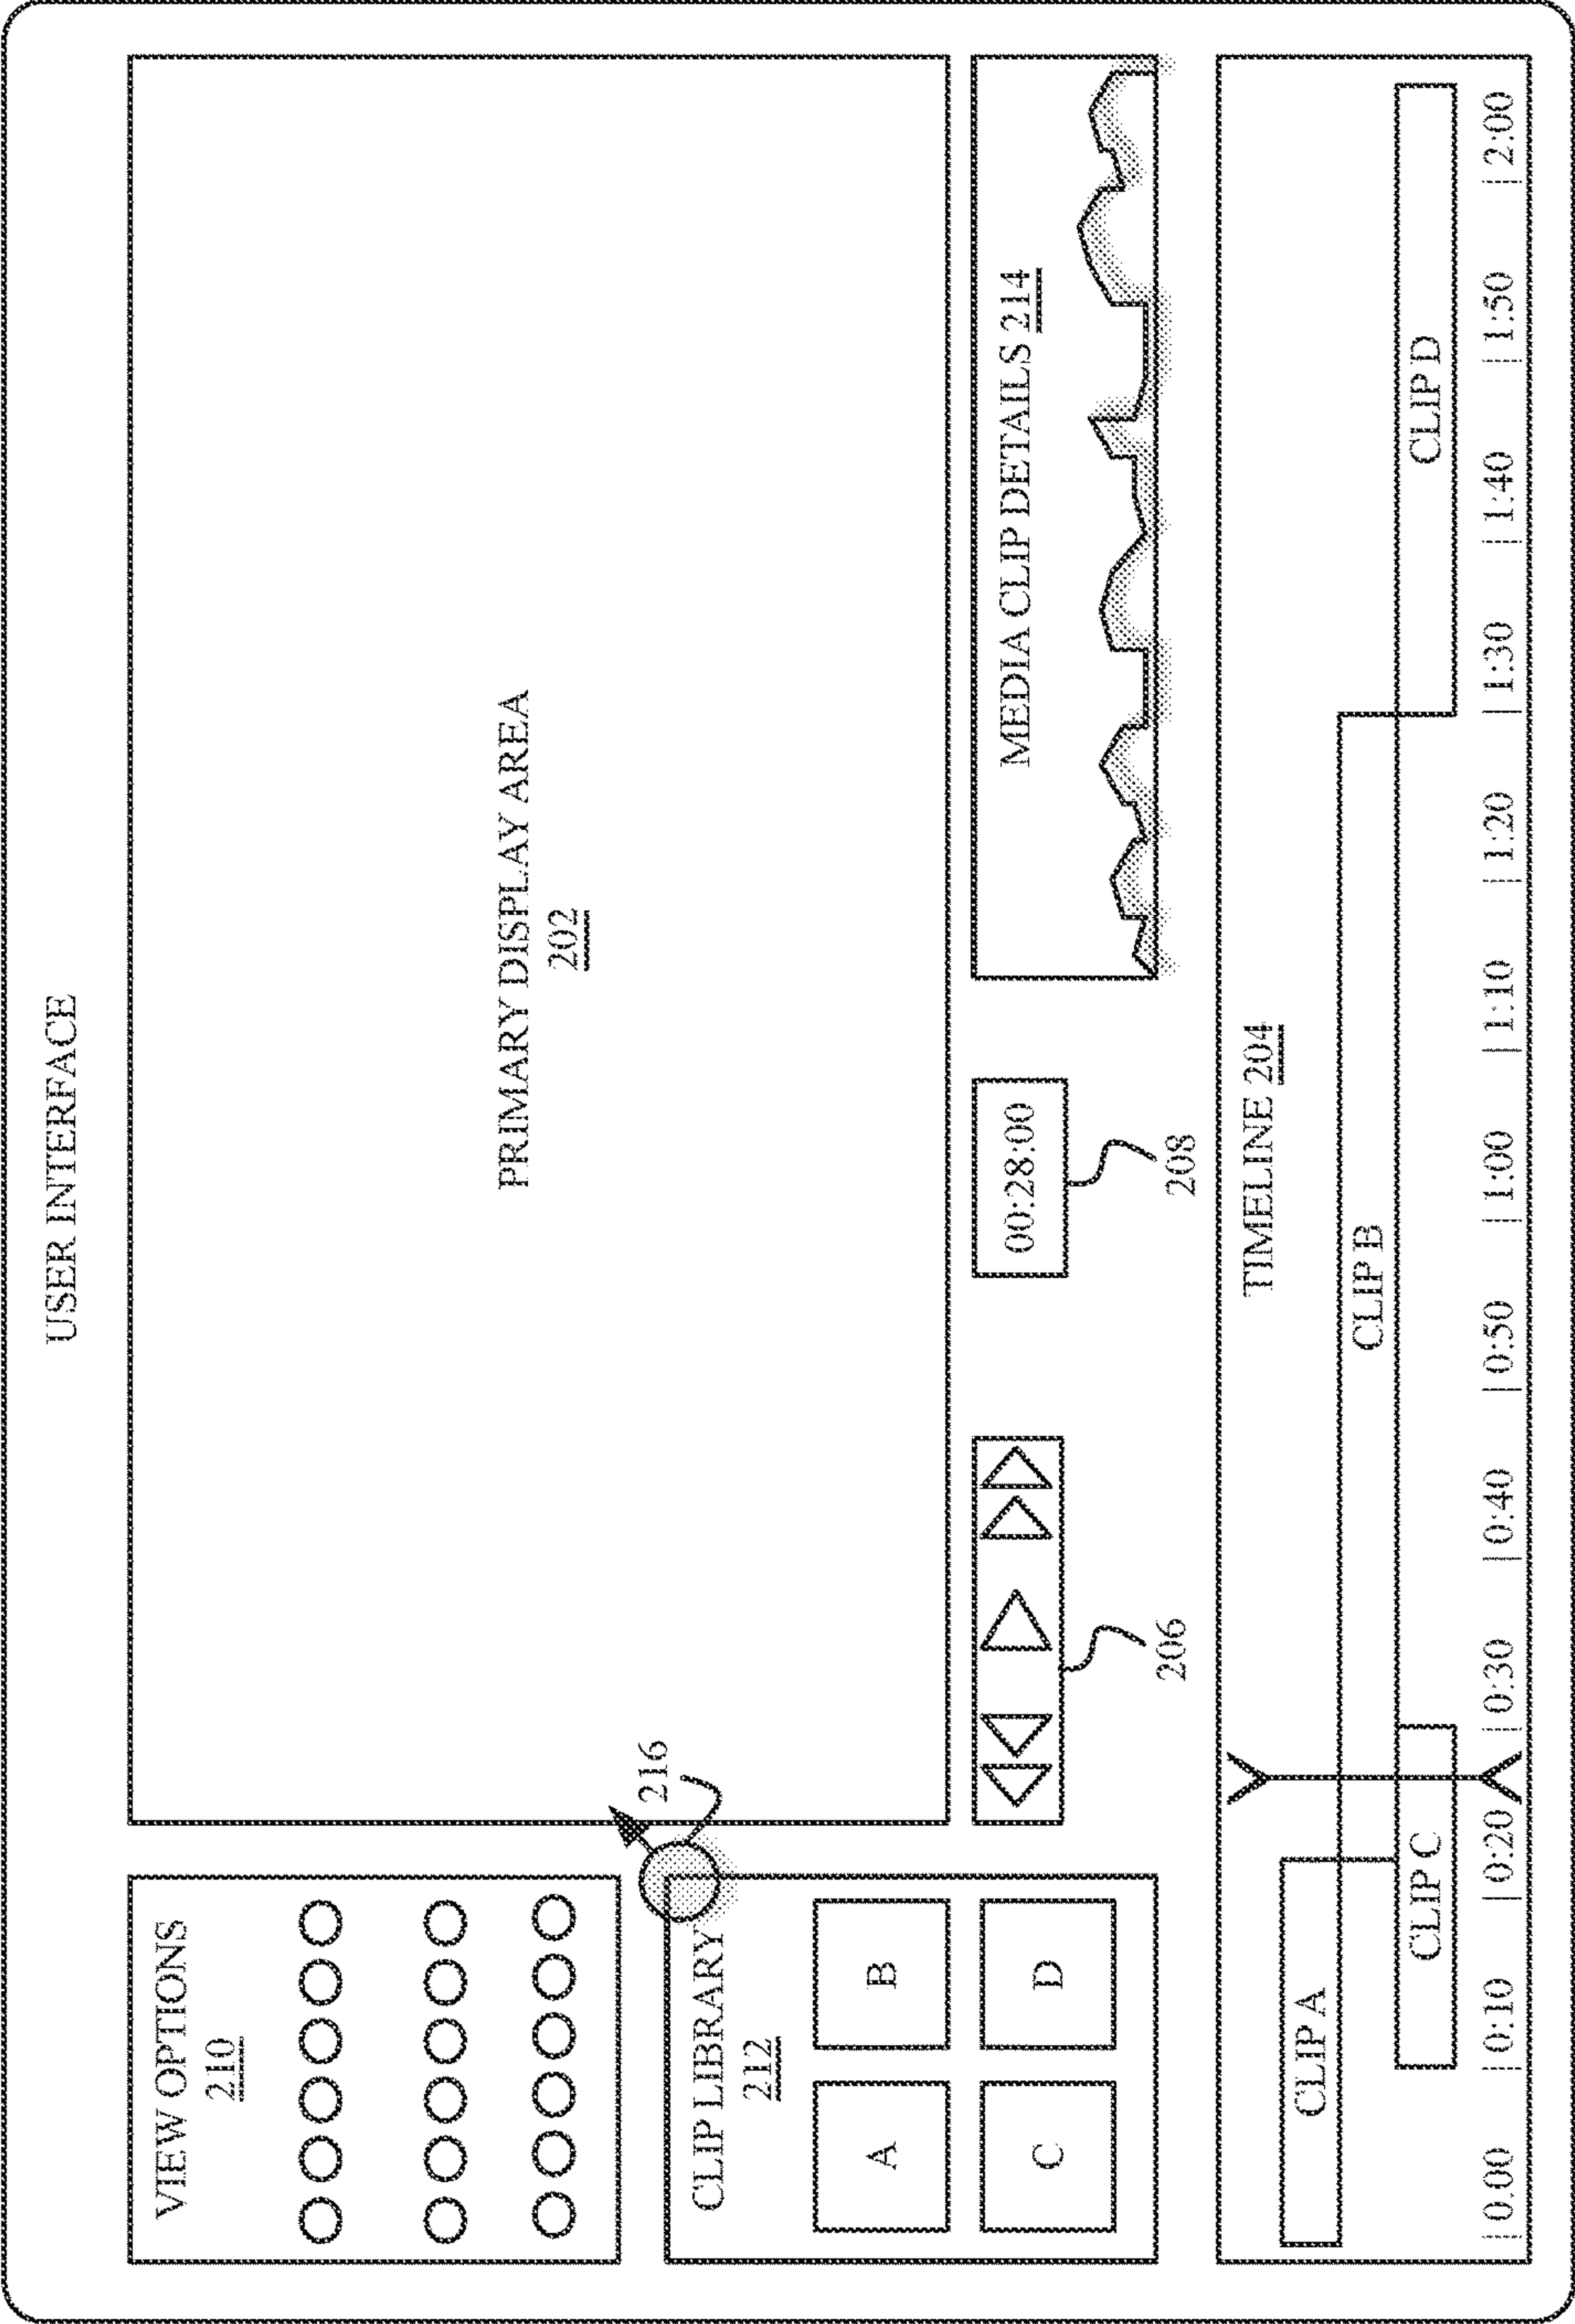 USER INTERFACE
VIEW OPTIONS
210
PRIMARY DISPLAY AREA
202
216
CLIP LIBRARY
212
A
B
C
D
206
00:28:00
208
MEDIA CLIP DETAILS 214
TIMELINE 204
CLIP A
CLIP B
CLIP C
CLIP D
|0.00 |0:10 |0:20 |0:30 |0:40 |0:50 |1:00 |1:10 |1:20 |1:30 |1:40 |1:50 |2:00